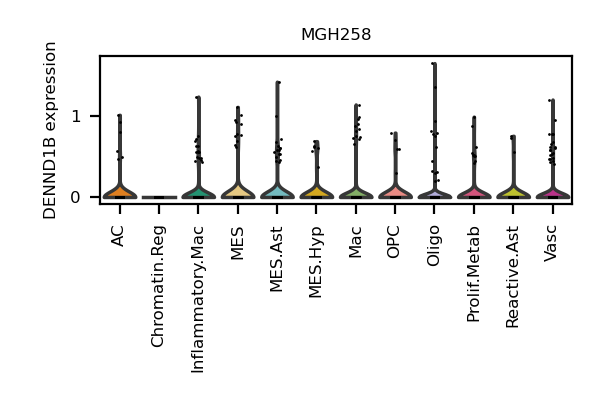 MGH258
DENND1B expression
1
0
AC
Chromatin.Reg
Inflammatory.Mac
MES
MES.Ast
MES.Hyp
Mac
OPC
Oligo
Prolif.Metab
Reactive.Ast
Vasc